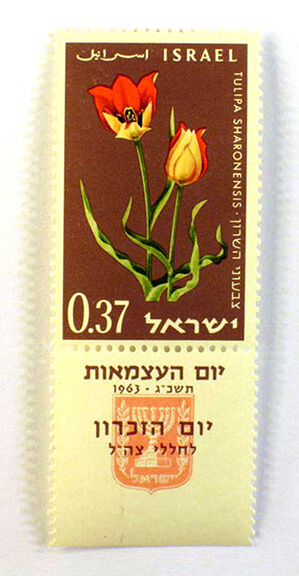 اسرائيل ISRAEL
TULIPA SHARONENSIS · צבעוני השרון
0.37 ישראל
יום העצמאות
תשכ״ג · 1963
יום הזכרון
לחללי צה״ל